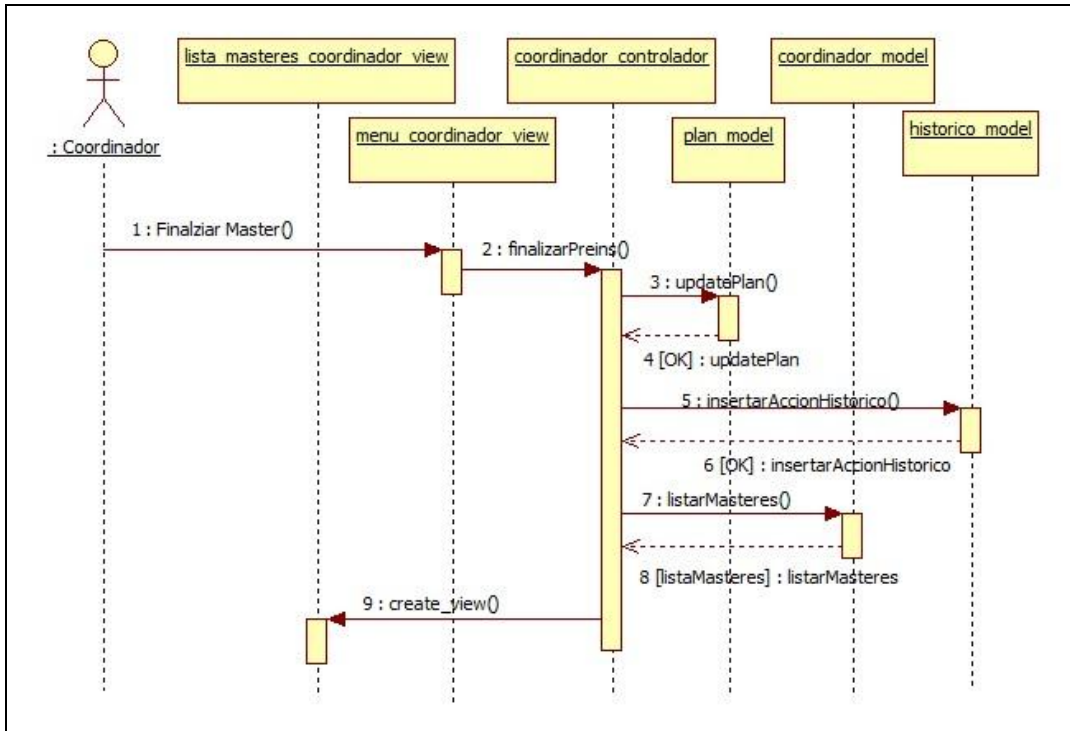 lista_masteres_coordinador_view
coordinador_controlador
coordinador_model
menu_coordinador_view
plan_model
historico_model
: Coordinador
1 : Finalziar Master()
2 : finalizarPreins()
3 : updatePlan()
4 [OK] : updatePlan
5 : insertarAccionHistorico()
6 [OK] : insertarAccionHistorico
7 : listarMasteres()
8 [listaMasteres] : listarMasteres
9 : create_view()